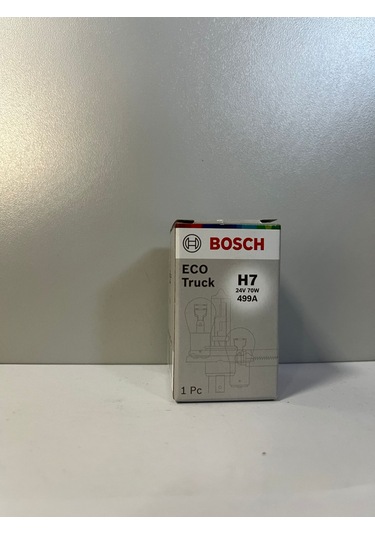 BOSCH
ECO
Truck
H7
24V 70W
499A
1 Pc